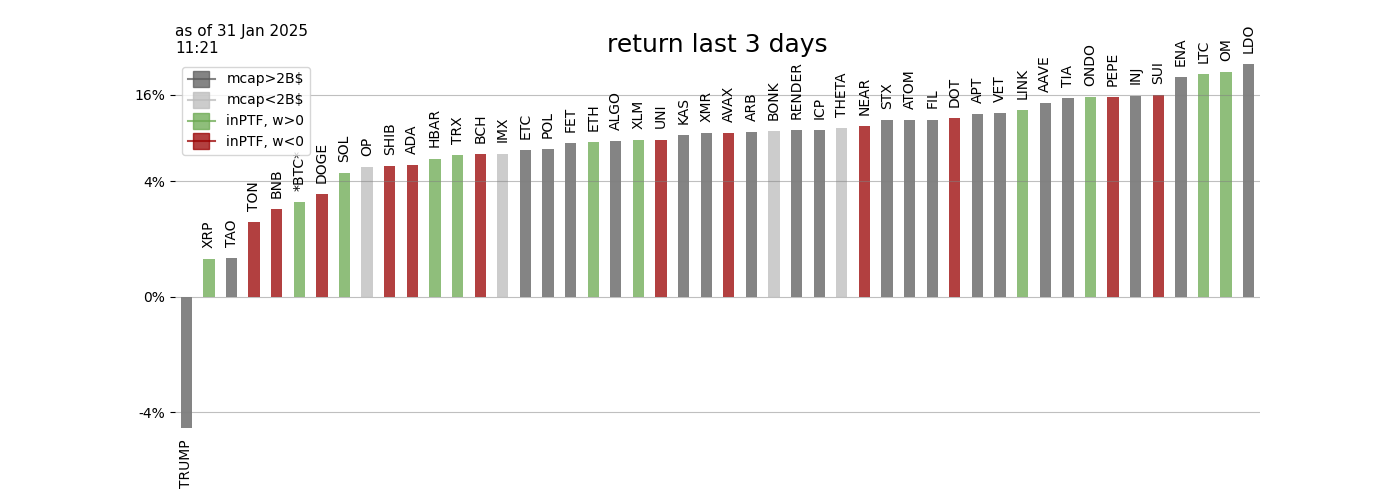 as of 31 Jan 2025
11:21
return last 3 days
mcap>2B$
mcap<2B$
inPTF, w>0
inPTF, w<0
16%
4%
0%
-4%
TRUMP
XRP
TAO
TON
BNB
*BTC*
DOGE
SOL
OP
SHIB
ADA
HBAR
TRX
BCH
IMX
ETC
POL
FET
ETH
ALGO
XLM
UNI
KAS
XMR
AVAX
ARB
BONK
RENDER
ICP
THETA
NEAR
STX
ATOM
FIL
DOT
APT
VET
LINK
AAVE
TIA
ONDO
PEPE
INJ
SUI
ENA
LTC
OM
LDO